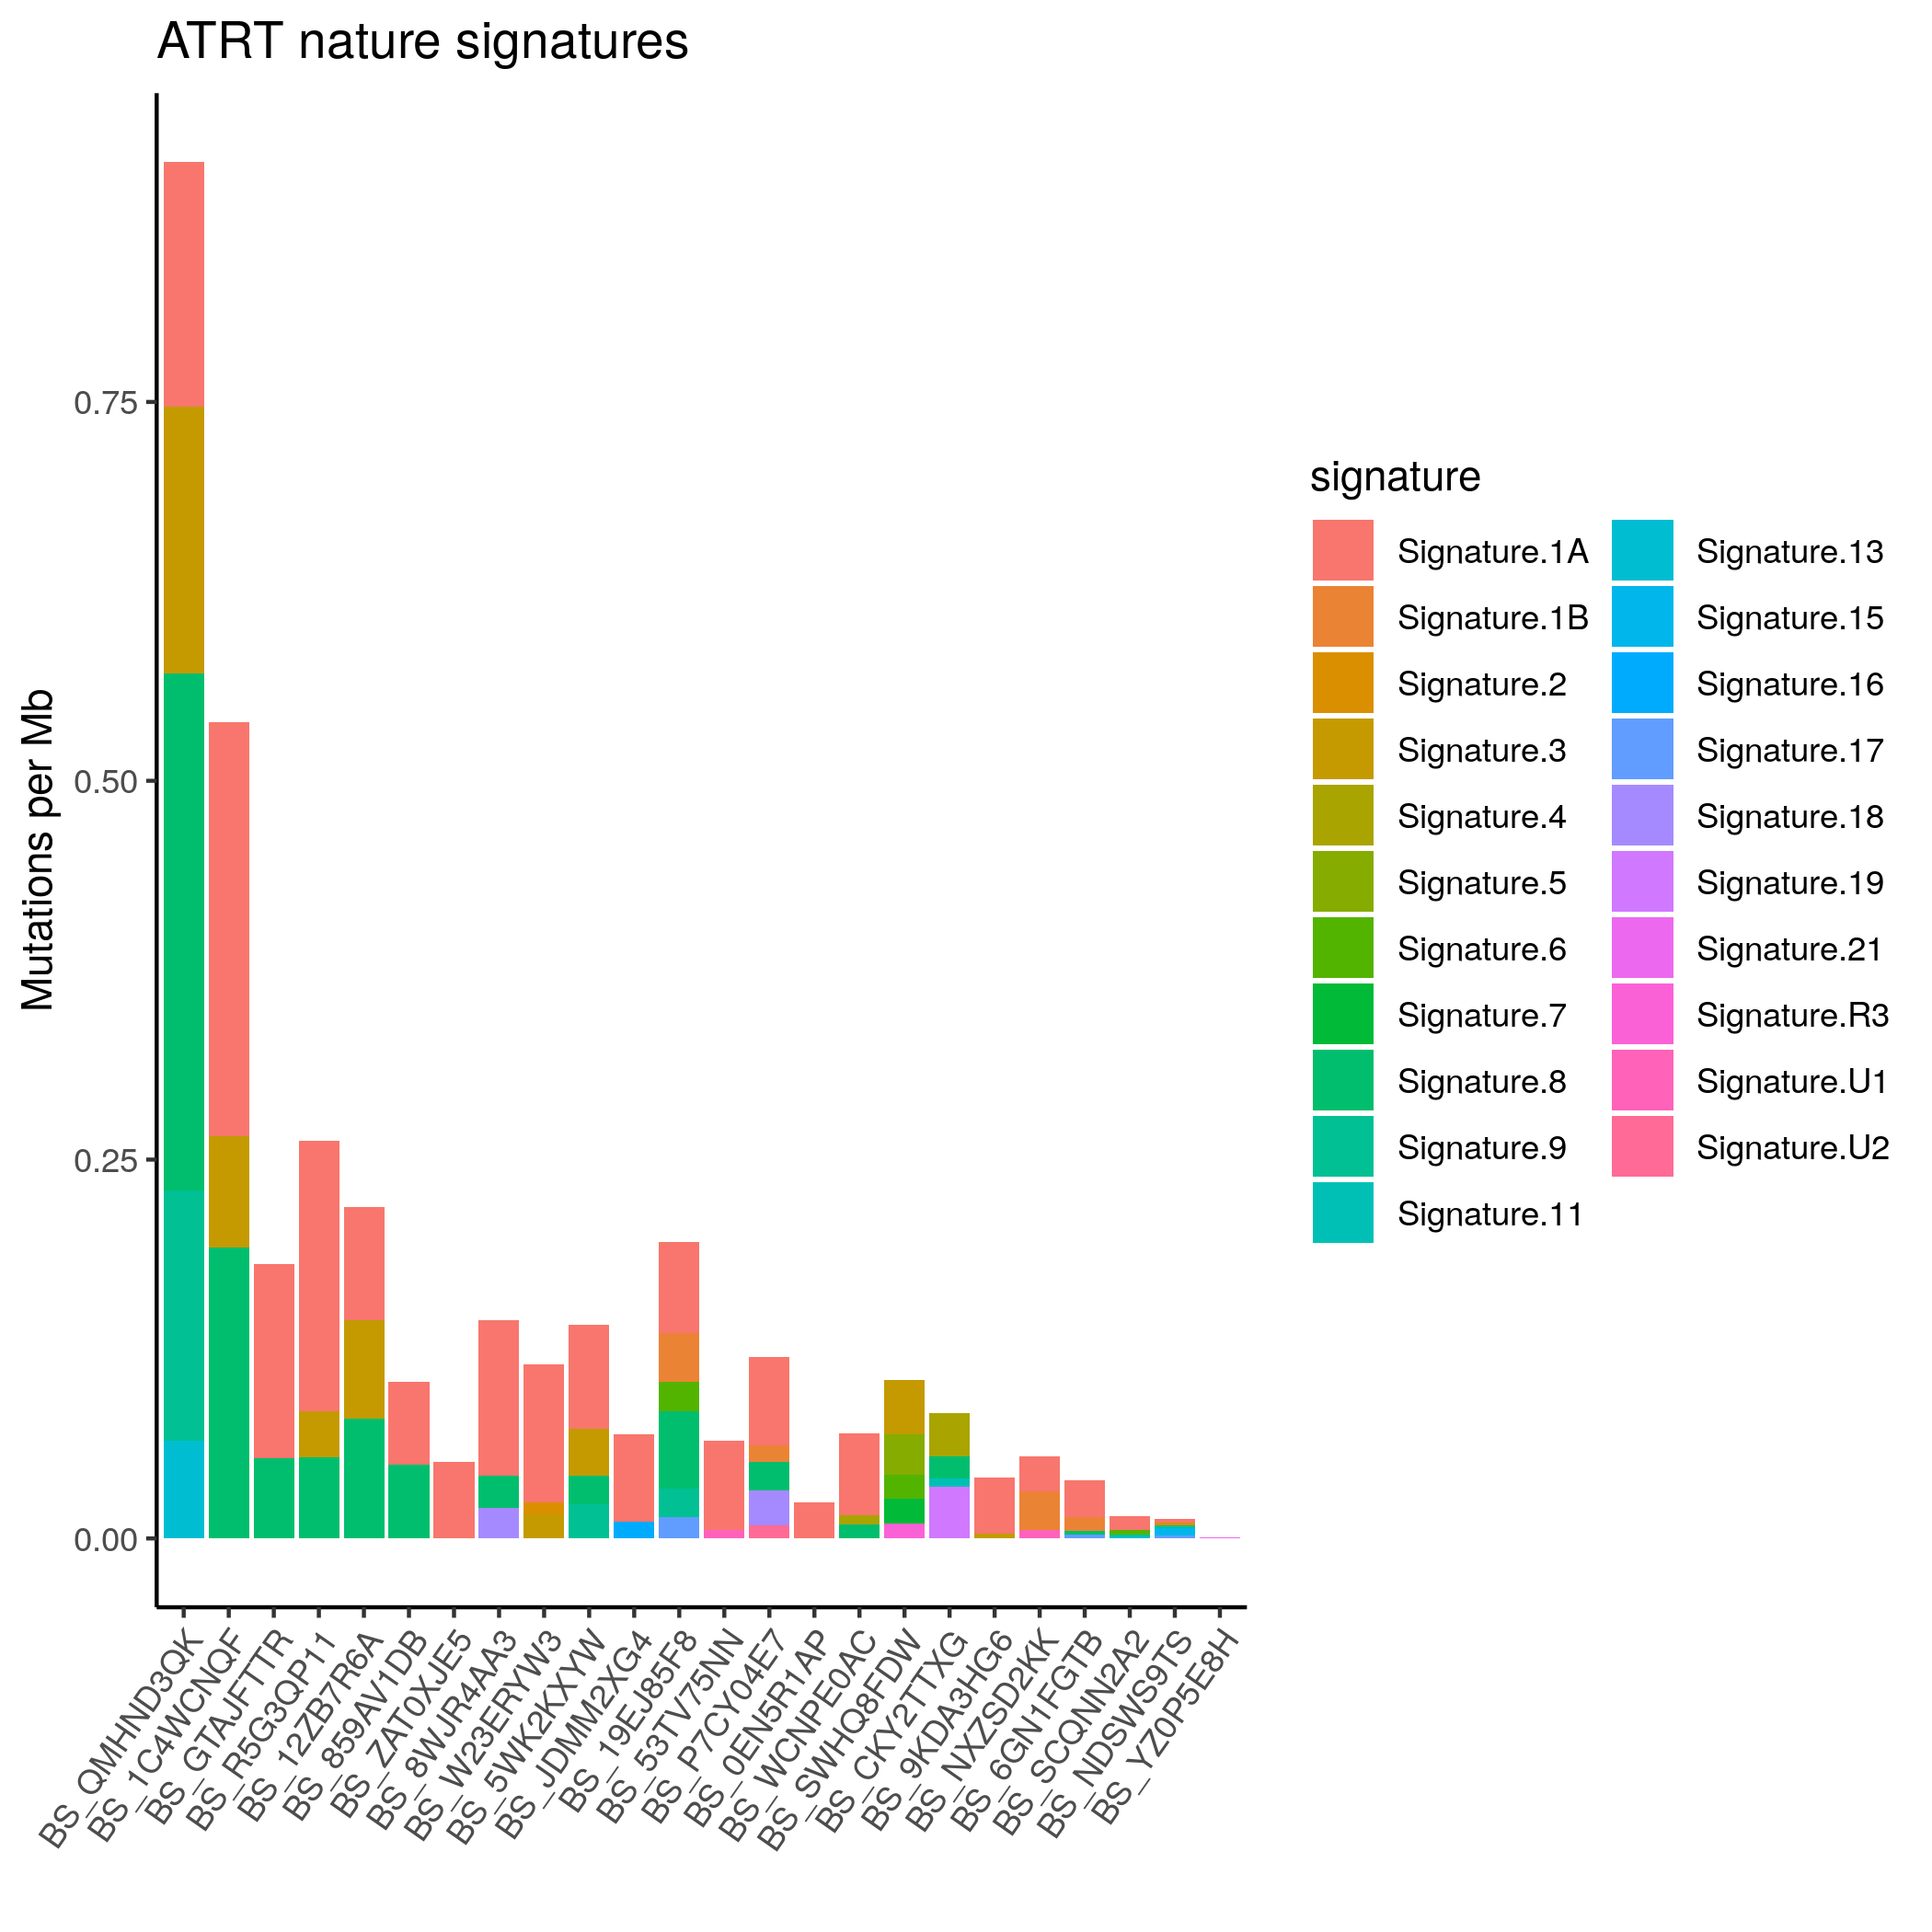 ATRT nature signatures
Mutations per Mb
0.75
0.50
0.25
0.00
BS_QMHND3QK
BS_1C4WCNQF
BS_GTAJFTTR
BS_R5G3QP11
BS_12ZB7R6A
BS_859AV1DB
BS_ZAT0XJE5
BS_8WJR4AA3
BS_W23ERYW3
BS_5WK2KXYW
BS_JDMM2XG4
BS_19EJ85F8
BS_53TV75NN
BS_P7CY04E7
BS_0EN5R1AP
BS_WCNPE0AC
BS_SWHQ8FDW
BS_CKY2TTXG
BS_9KDA3HG6
BS_NXZSD2KK
BS_6GN1FGTB
BS_SCQNN2A2
BS_NDSWS9TS
BS_YZ0P5E8H
signature
Signature.1A
Signature.1B
Signature.2
Signature.3
Signature.4
Signature.5
Signature.6
Signature.7
Signature.8
Signature.9
Signature.11
Signature.13
Signature.15
Signature.16
Signature.17
Signature.18
Signature.19
Signature.21
Signature.R3
Signature.U1
Signature.U2